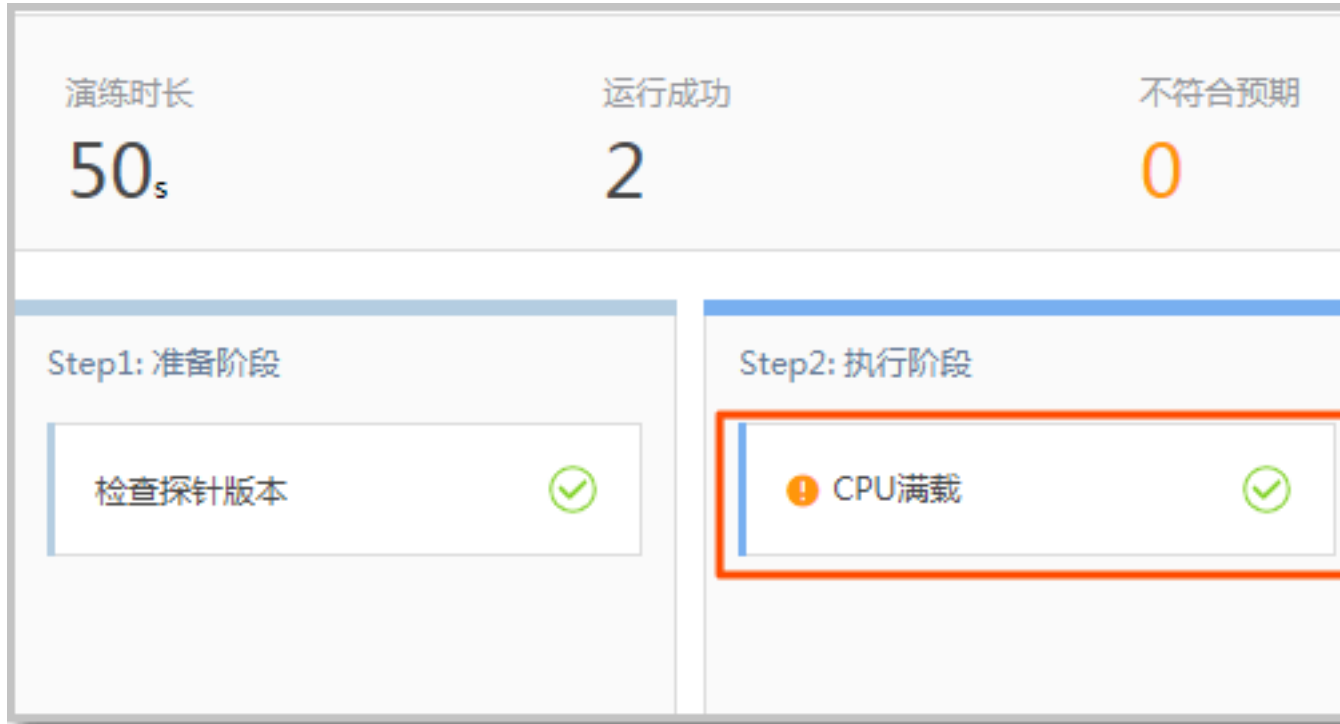 演练时长
运行成功
不符合预期
50s
2
0
Step1: 准备阶段
Step2: 执行阶段
检查探针版本
CPU满载